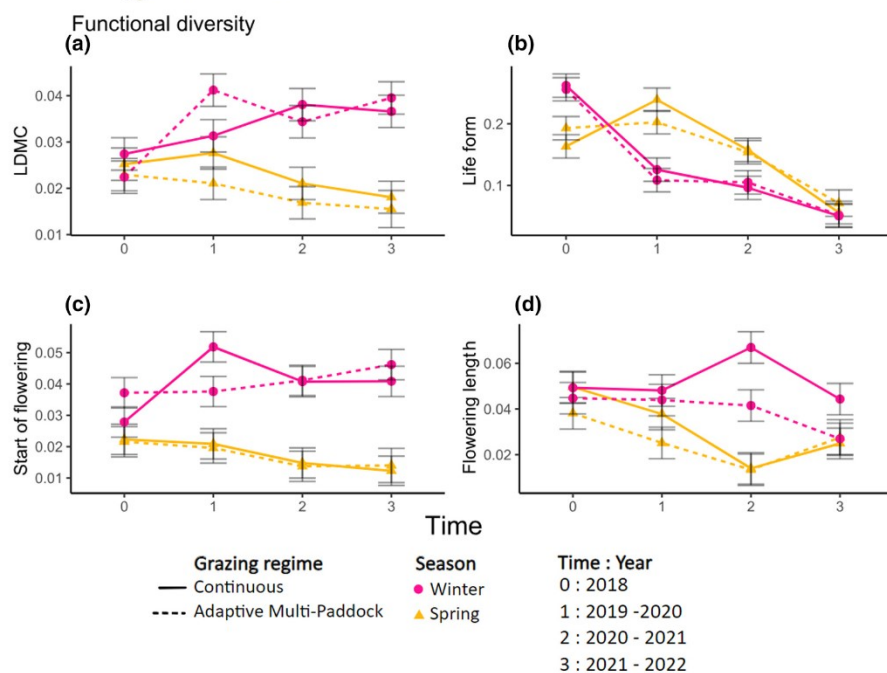 Functional diversity
(a)
LDMC
0.04
0.03
0.02
0.01
0 1 2 3
(b)
Life form
0.2
0.1
0 1 2 3
(c)
Start of flowering
0.05
0.04
0.03
0.02
0.01
0 1 2 3
(d)
Flowering length
0.06
0.04
0.02
0 1 2 3
Time
Grazing regime
Continuous
Adaptive Multi-Paddock
Season
Winter
Spring
Time : Year
0 : 2018
1 : 2019 -2020
2 : 2020 - 2021
3 : 2021 - 2022